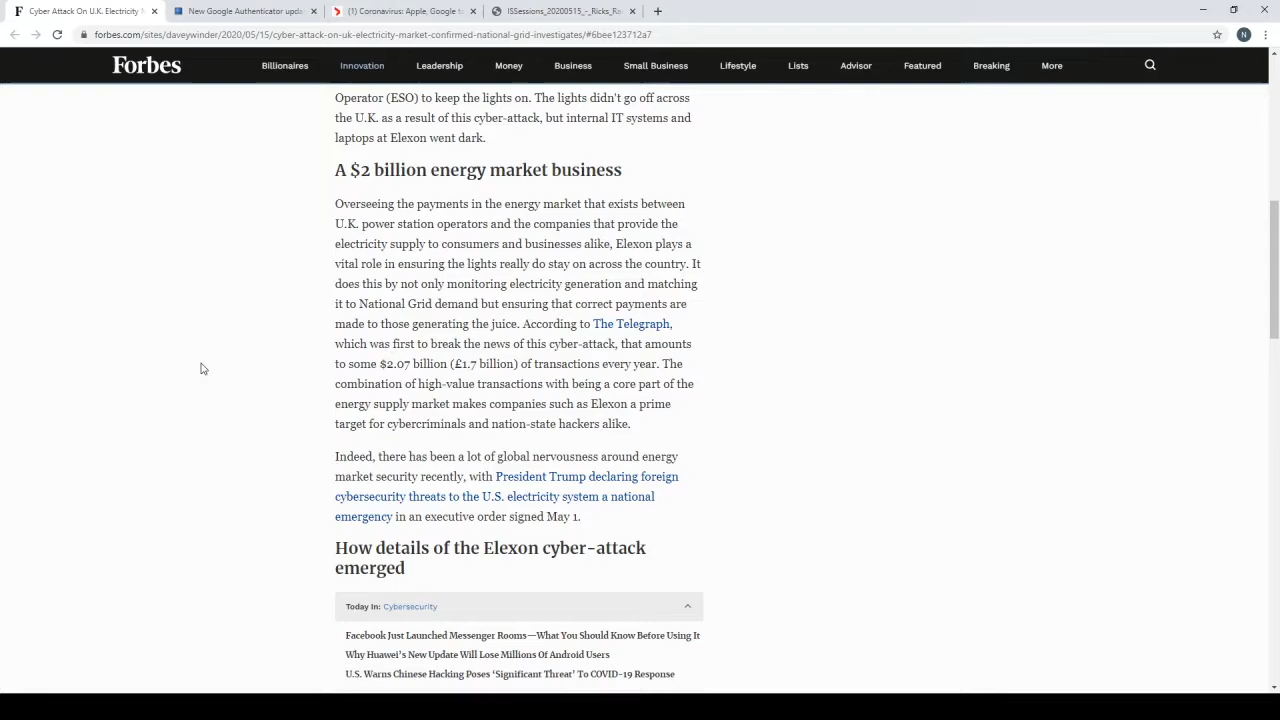 Cyber Attack On U.K. Electricity M
New Google Authenticator upda
(1) Coronavirus: Apple, Google t
ISSessions_20200515_-_Ricks_Ra
forbes.com/sites/daveywinder/2020/05/15/cyber-attack-on-uk-electricity-market-confirmed-national-grid-investigates/#6bee123712a7
N
Forbes
Billionaires Innovation Leadership Money Business Small Business Lifestyle Lists Advisor Featured Breaking More
Operator (ESO) to keep the lights on. The lights didn't go off across
the U.K. as a result of this cyber-attack, but internal IT systems and
laptops at Elexon went dark.
A $2 billion energy market business
Overseeing the payments in the energy market that exists between
U.K. power station operators and the companies that provide the
electricity supply to consumers and businesses alike, Elexon plays a
vital role in ensuring the lights really do stay on across the country. It
does this by not only monitoring electricity generation and matching
it to National Grid demand but ensuring that correct payments are
made to those generating the juice. According to The Telegraph,
which was first to break the news of this cyber-attack, that amounts
to some $2.07 billion (£1.7 billion) of transactions every year. The
combination of high-value transactions with being a core part of the
energy supply market makes companies such as Elexon a prime
target for cybercriminals and nation-state hackers alike.
Indeed, there has been a lot of global nervousness around energy
market security recently, with President Trump declaring foreign
cybersecurity threats to the U.S. electricity system a national
emergency in an executive order signed May 1.
How details of the Elexon cyber-attack
emerged
Today In: Cybersecurity
Facebook Just Launched Messenger Rooms—What You Should Know Before Using It
Why Huawei's New Update Will Lose Millions Of Android Users
U.S. Warns Chinese Hacking Poses 'Significant Threat' To COVID-19 Response